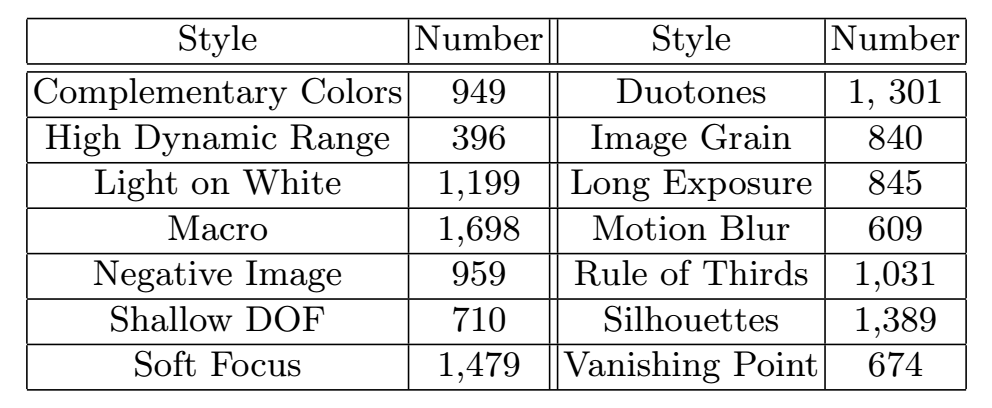 Style Number Style Number
Complementary Colors 949 Duotones 1, 301
High Dynamic Range 396 Image Grain 840
Light on White 1,199 Long Exposure 845
Macro 1,698 Motion Blur 609
Negative Image 959 Rule of Thirds 1,031
Shallow DOF 710 Silhouettes 1,389
Soft Focus 1,479 Vanishing Point 674